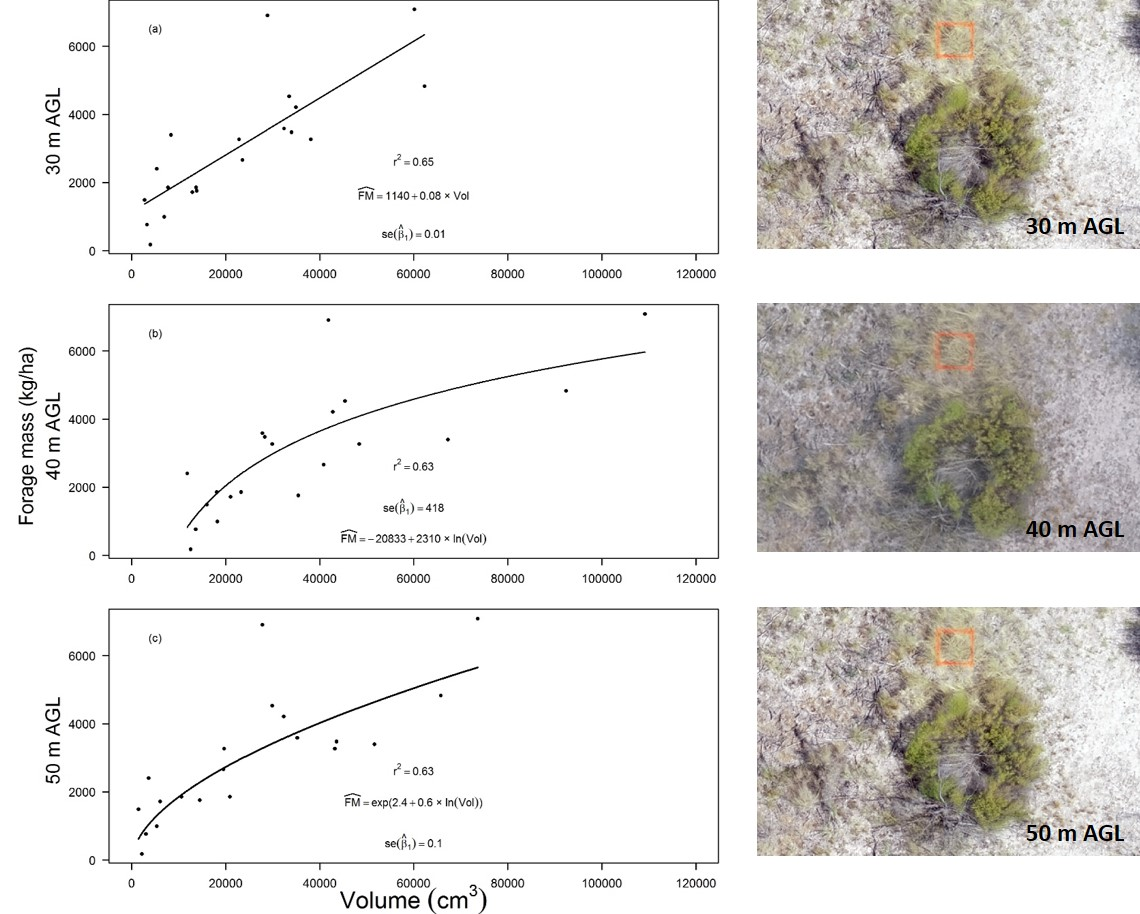 (a)
30 m AGL
6000
4000
2000
0
r² = 0.65
F̂M̂ = 1140 + 0.08 × Vol
se(β̂₁) = 0.01
0 20000 40000 60000 80000 100000 120000
30 m AGL
Forage mass (kg/ha)
(b)
40 m AGL
6000
4000
2000
0
r² = 0.63
se(β̂₁) = 418
F̂M̂ = −20833 + 2310 × ln(Vol)
0 20000 40000 60000 80000 100000 120000
40 m AGL
(c)
50 m AGL
6000
4000
2000
0
r² = 0.63
F̂M̂ = exp(2.4 + 0.6 × ln(Vol))
se(β̂₁) = 0.1
0 20000 40000 60000 80000 100000 120000
Volume (cm³)
50 m AGL